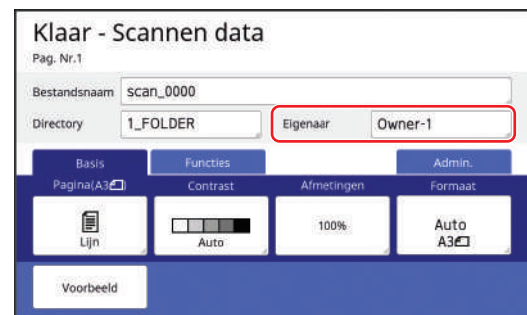 Klaar - Scannen data
Pag. Nr.1
Bestandsnaam scan_0000
Directory 1_FOLDER Eigenaar Owner-1
Basis Functies Admin.
Pagina(A3) Contrast Afmetingen Formaat
Lijn Auto 100% Auto A3
Voorbeeld